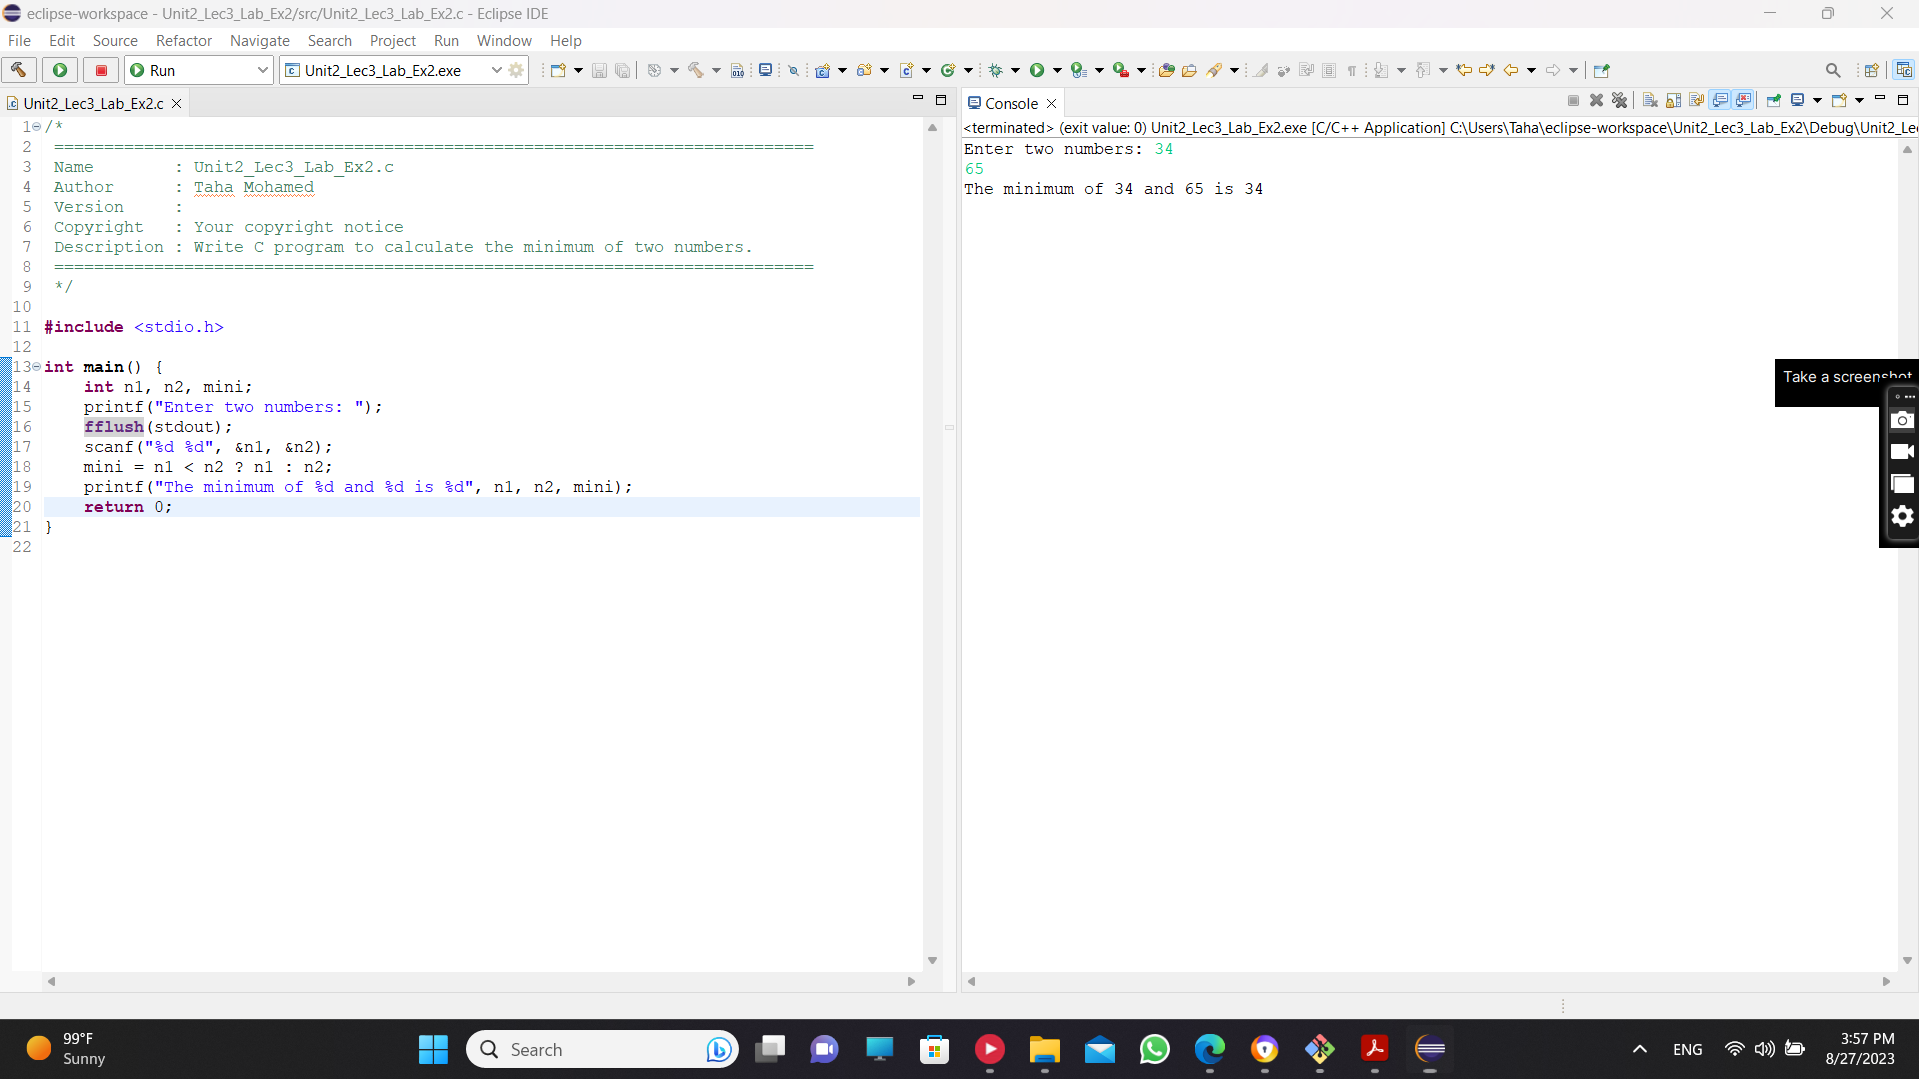 eclipse-workspace - Unit2_Lec3_Lab_Ex2/src/Unit2_Lec3_Lab_Ex2.c - Eclipse IDE
File Edit Source Refactor Navigate Search Project Run Window Help
Run Unit2_Lec3_Lab_Ex2.exe
Unit2_Lec3_Lab_Ex2.c
1 /*
2 ============================================================================
3 Name        : Unit2_Lec3_Lab_Ex2.c
4 Author      : Taha Mohamed
5 Version     :
6 Copyright   : Your copyright notice
7 Description : Write C program to calculate the minimum of two numbers.
8 ============================================================================
9 */
10
11 #include <stdio.h>
12
13 int main() {
14     int n1, n2, mini;
15     printf("Enter two numbers: ");
16     fflush(stdout);
17     scanf("%d %d", &n1, &n2);
18     mini = n1 < n2 ? n1 : n2;
19     printf("The minimum of %d and %d is %d", n1, n2, mini);
20     return 0;
21 }
22
Console
<terminated> (exit value: 0) Unit2_Lec3_Lab_Ex2.exe [C/C++ Application] C:\Users\Taha\eclipse-workspace\Unit2_Lec3_Lab_Ex2\Debug\Unit2_Le
Enter two numbers: 34
65
The minimum of 34 and 65 is 34
Take a screenshot
99°F
Sunny
Search
ENG
3:57 PM
8/27/2023